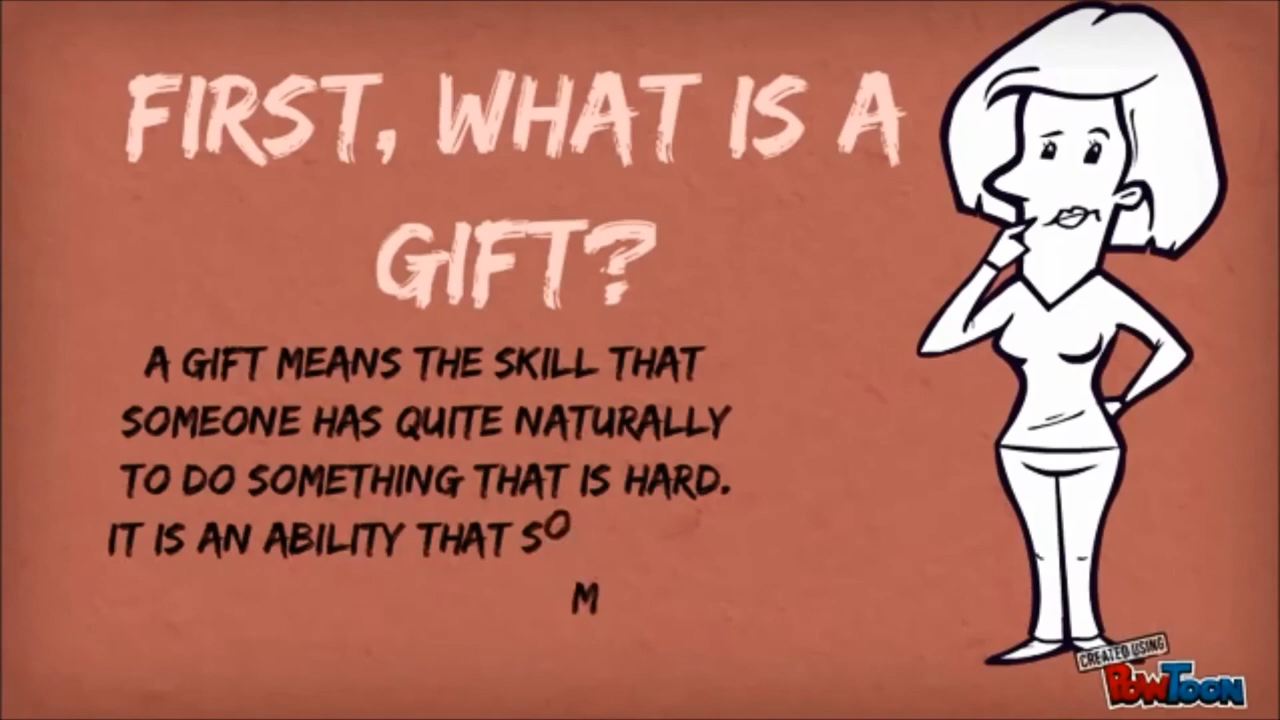 FIRST, WHAT IS A
GIFT?
A GIFT MEANS THE SKILL THAT
SOMEONE HAS QUITE NATURALLY
TO DO SOMETHING THAT IS HARD.
IT IS AN ABILITY THAT SO
M
CREATED USING
POWTOON